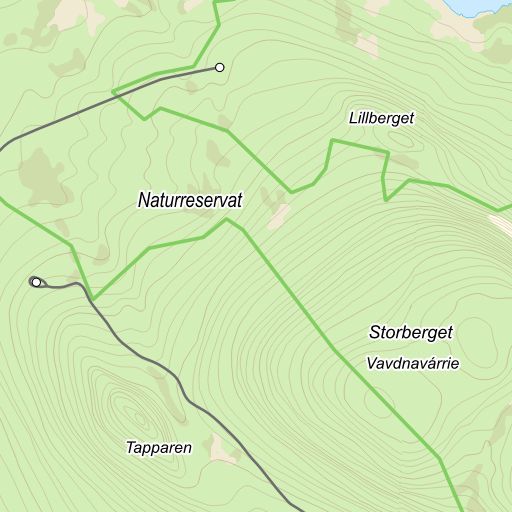 Lillberget
Naturreservat
Storberget
Vavdnavárrie
Tapparen